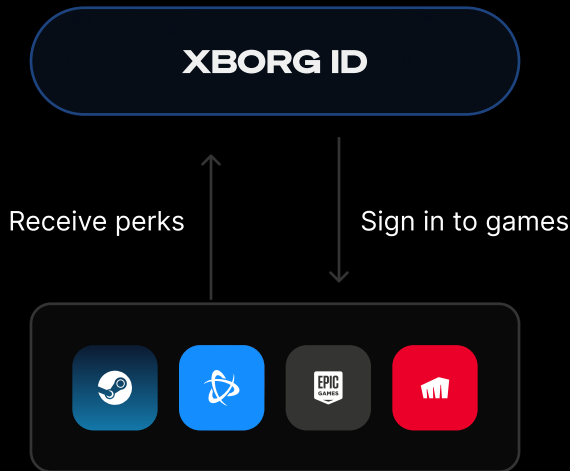 XBORG ID
Receive perks
Sign in to games
EPIC
GAMES